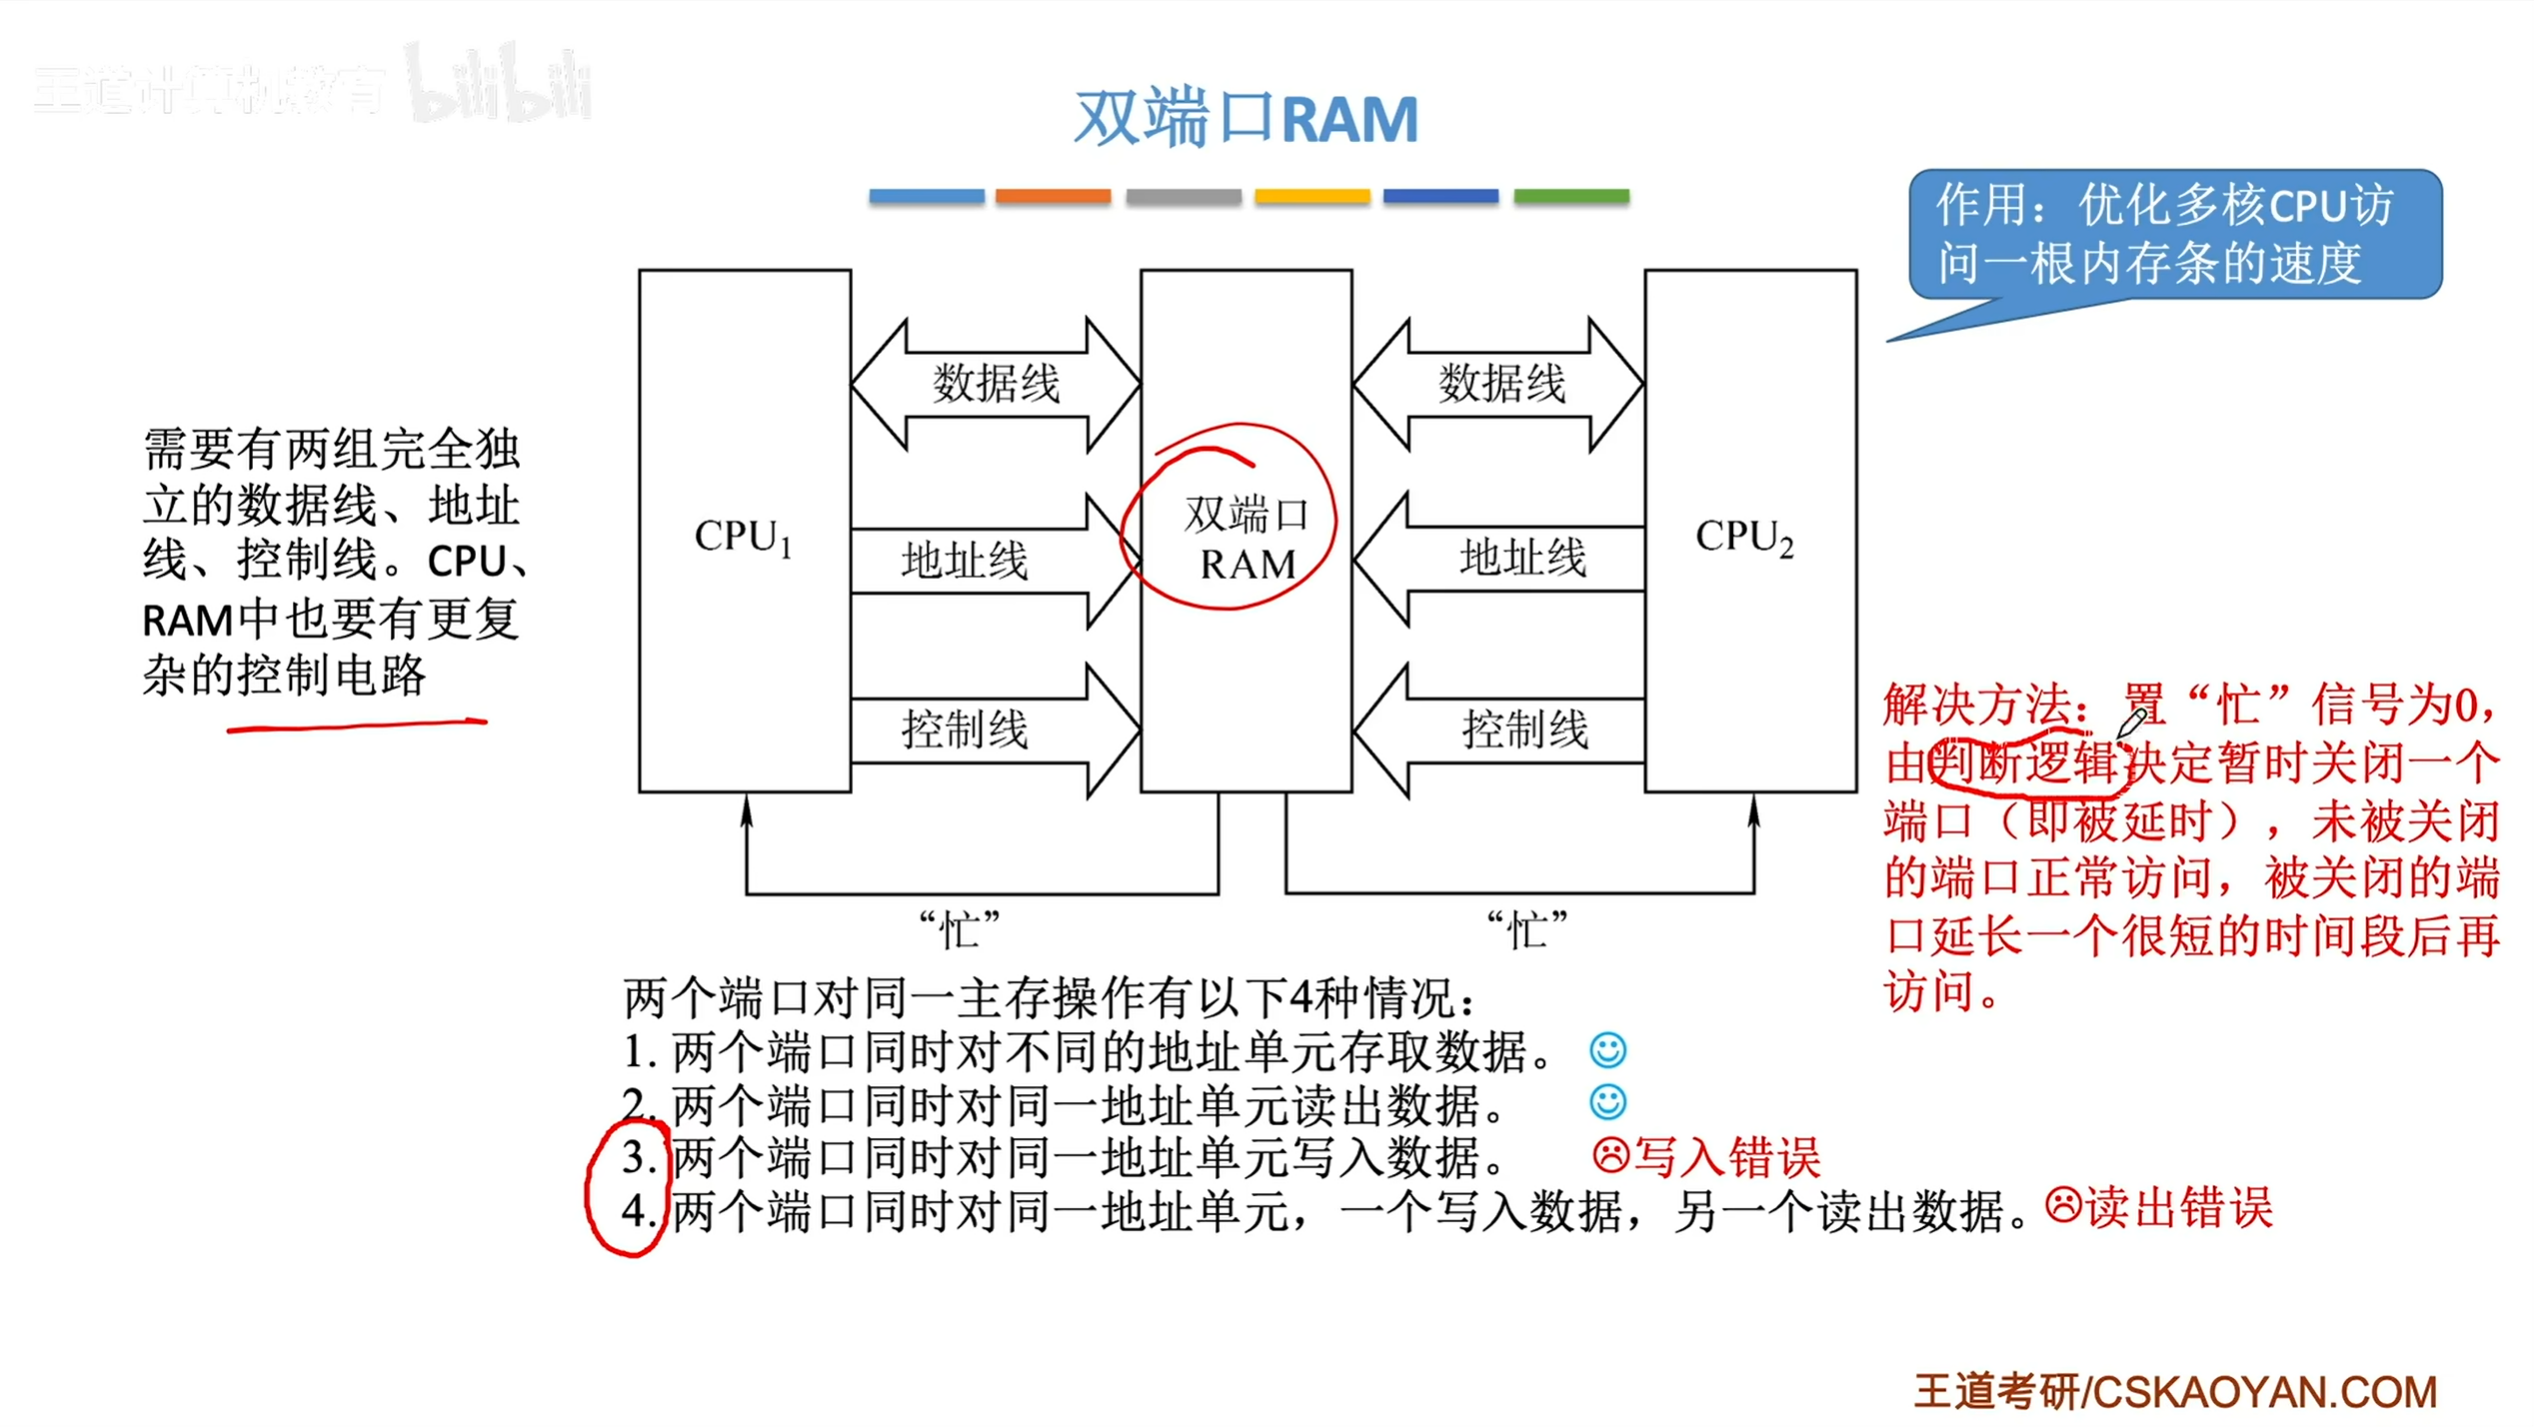 王道计算机教育 bilibili
双端口RAM
作用：优化多核CPU访
问一根内存条的速度
需要有两组完全独
立的数据线、地址
线、控制线。CPU、
RAM中也要有更复
杂的控制电路
CPU1
数据线
地址线
控制线
双端口
RAM
数据线
地址线
控制线
CPU2
“忙”
“忙”
解决方法：置“忙”信号为0，
由判断逻辑决定暂时关闭一个
端口（即被延时），未被关闭
的端口正常访问，被关闭的端
口延长一个很短的时间段后再
访问。
两个端口对同一主存操作有以下4种情况：
1. 两个端口同时对不同的地址单元存取数据。
2. 两个端口同时对同一地址单元读出数据。
3. 两个端口同时对同一地址单元写入数据。 写入错误
4. 两个端口同时对同一地址单元，一个写入数据，另一个读出数据。 读出错误
王道考研/CSKAOYAN.COM